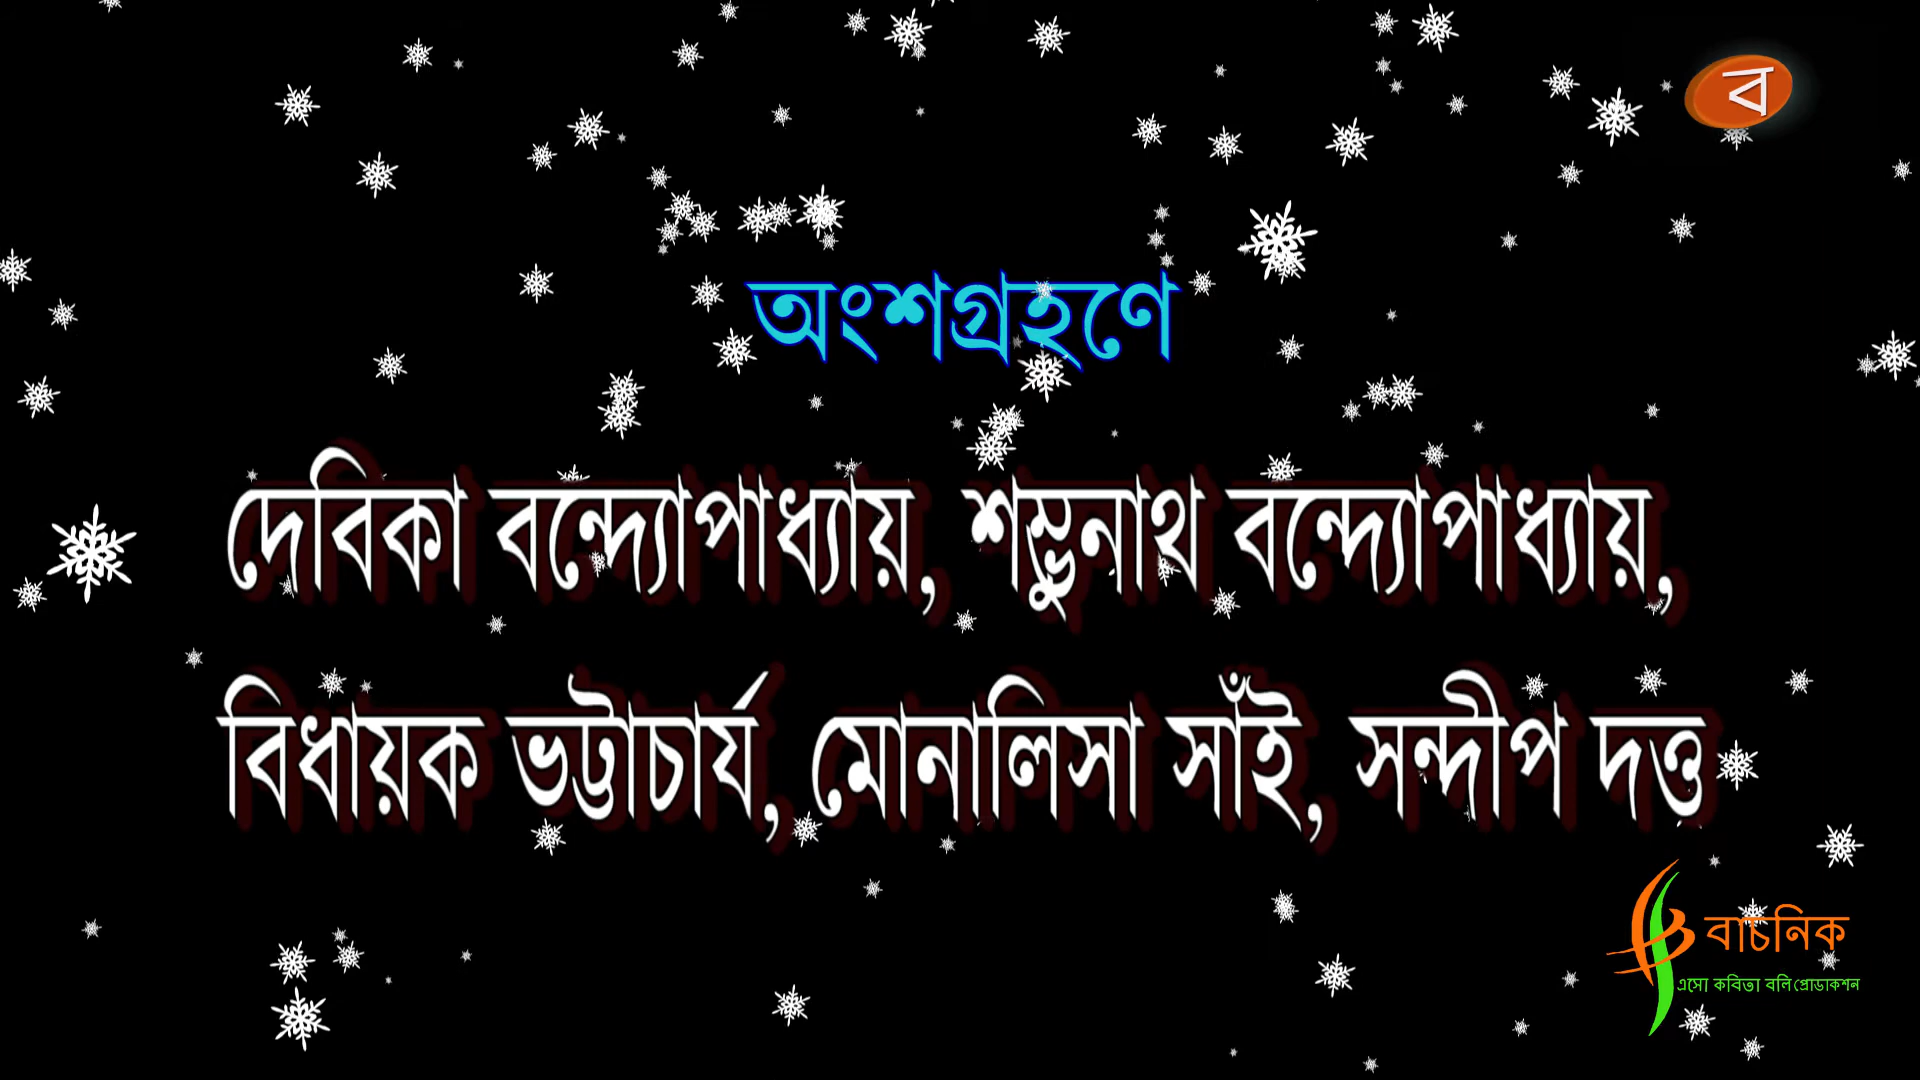 ব
অংশগ্রহণে
দেবিকা বন্দ্যোপাধ্যায়, শম্ভুনাথ বন্দ্যোপাধ্যায়,
বিধায়ক ভট্টাচার্য, মোনালিসা সাঁই, সন্দীপ দত্ত
বাচনিক
এসো কবিতা বলি প্রোডাকশন